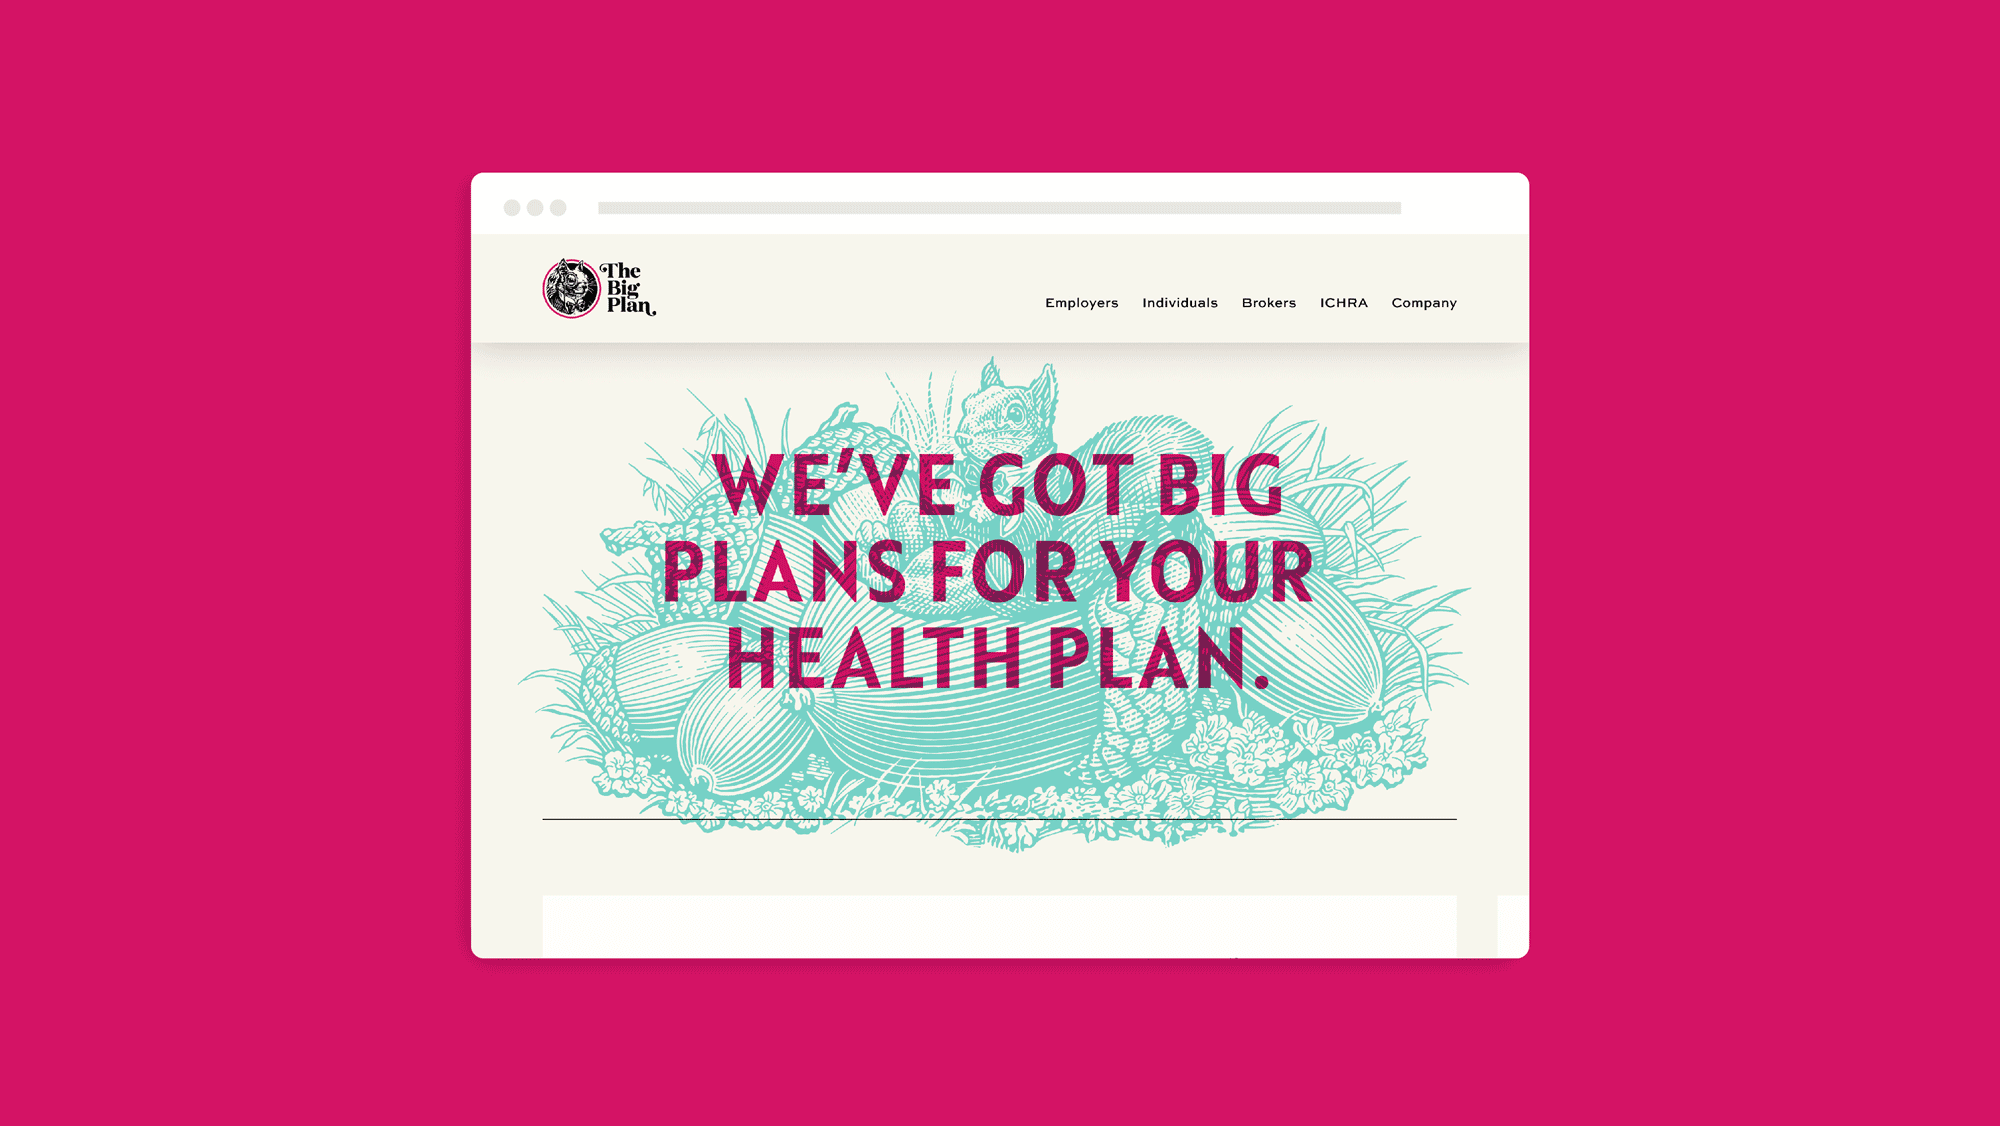 The
Big
Plan.
Employers Individuals Brokers ICHRA Company
WE'VE GOT BIG
PLANS FOR YOUR
HEALTH PLAN.